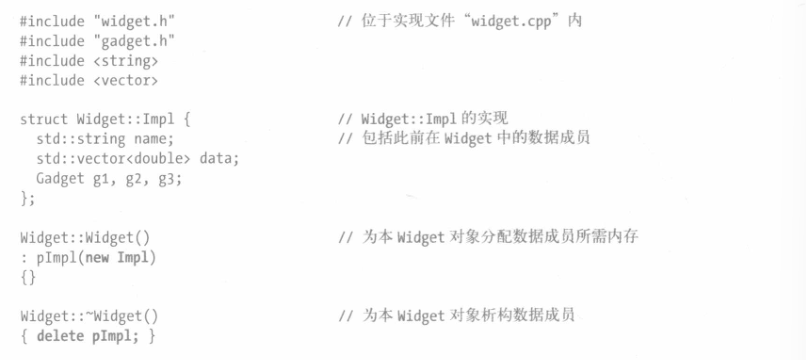 #include "widget.h" // 位于实现文件“widget.cpp”内
#include "gadget.h"
#include <string>
#include <vector>
struct Widget::Impl { // Widget::Impl 的实现
std::string name; // 包括此前在 Widget 中的数据成员
std::vector<double> data;
Gadget g1, g2, g3;
};
Widget::Widget() // 为本 Widget 对象分配数据成员所需内存
: pImpl(new Impl)
{}
Widget::~Widget() // 为本 Widget 对象析构数据成员
{ delete pImpl; }